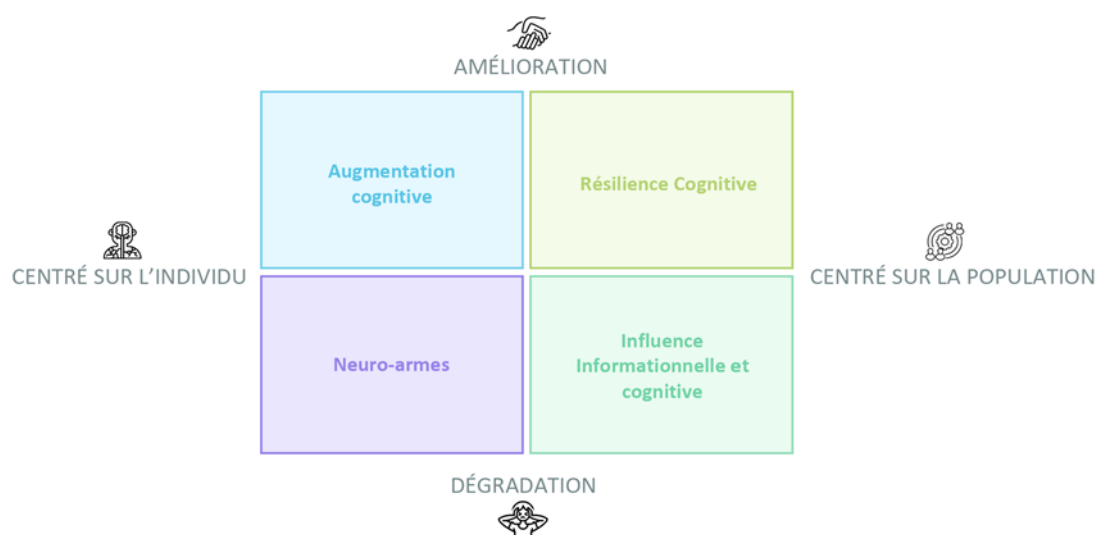 AMÉLIORATION
Augmentation
cognitive
Résilience Cognitive
CENTRÉ SUR L'INDIVIDU
CENTRÉ SUR LA POPULATION
Neuro-armes
Influence
Informationnelle et
cognitive
DÉGRADATION